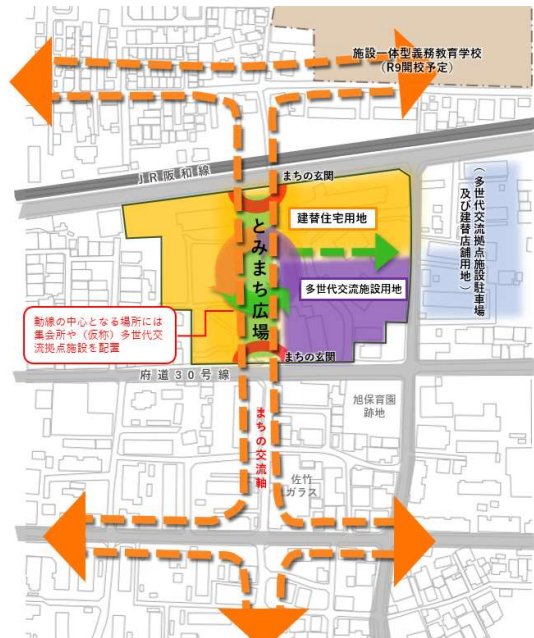 施設一体型義務教育学校
(R9開校予定)
JR阪和線
まちの玄関
建替住宅用地
とみまち広場
多世代交流施設用地
(多世代交流拠点施設駐車場
及び建替店舗用地)
動線の中心となる場所には
集会所や(仮称)多世代交
流拠点施設を配置
まちの玄関
府道30号線
旭保育園
跡地
まちの交流軸
佐竹
ガラス